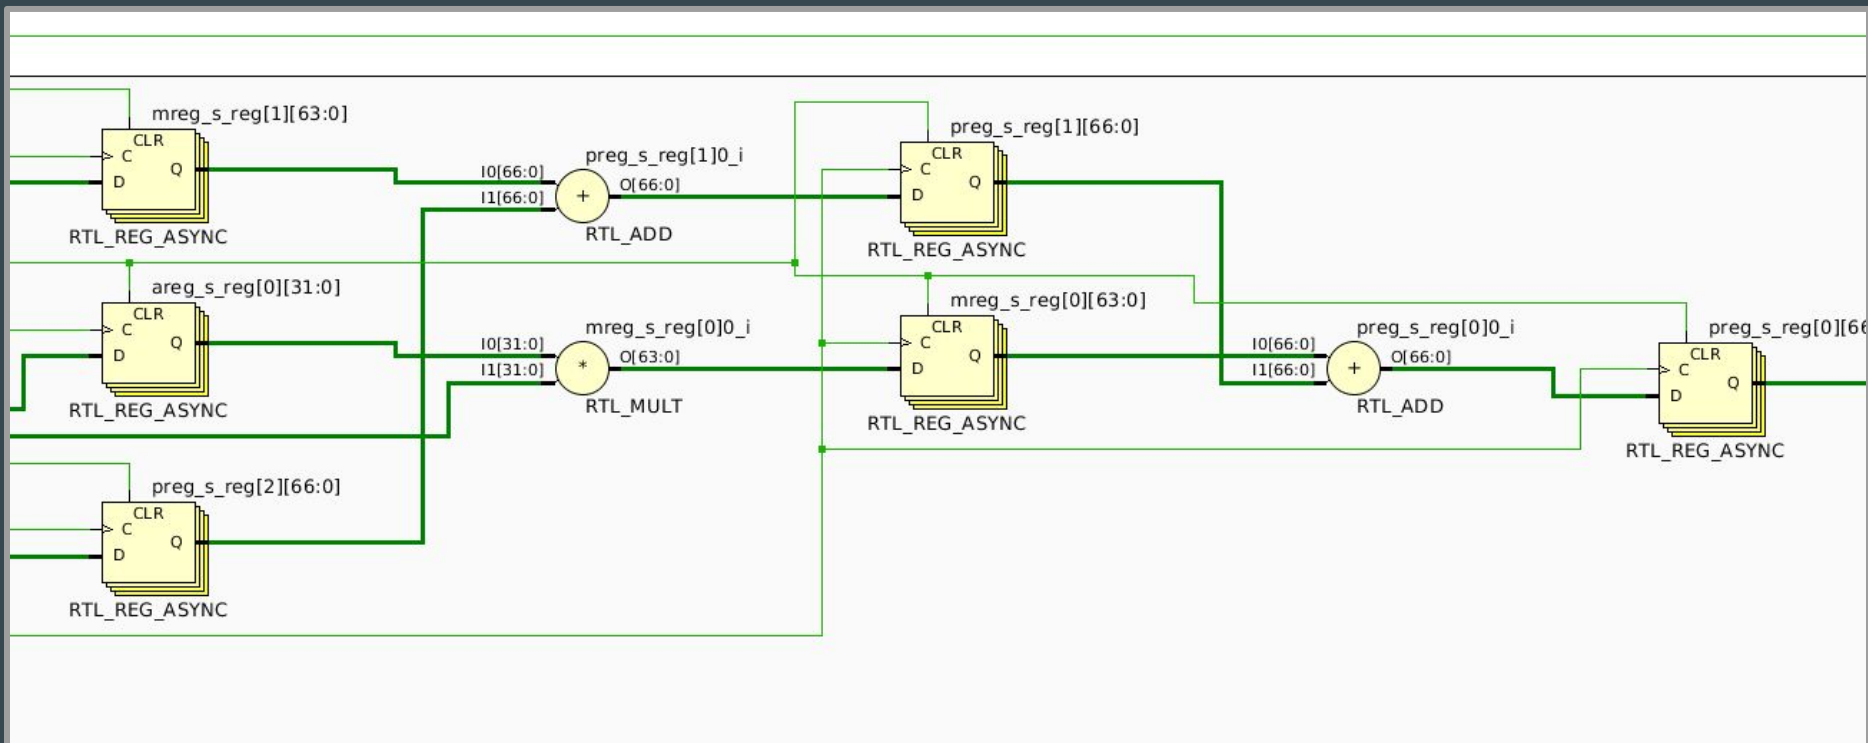 mreg_s_reg[1][63:0]
CLR
C
D
Q
RTL_REG_ASYNC
preg_s_reg[1]0_i
I0[66:0]
I1[66:0]
+
O[66:0]
RTL_ADD
preg_s_reg[1][66:0]
CLR
C
D
Q
RTL_REG_ASYNC
areg_s_reg[0][31:0]
CLR
C
D
Q
RTL_REG_ASYNC
mreg_s_reg[0]0_i
I0[31:0]
I1[31:0]
*
O[63:0]
RTL_MULT
mreg_s_reg[0][63:0]
CLR
C
D
Q
RTL_REG_ASYNC
preg_s_reg[0]0_i
I0[66:0]
I1[66:0]
+
O[66:0]
RTL_ADD
preg_s_reg[0][66
CLR
C
D
Q
RTL_REG_ASYNC
preg_s_reg[2][66:0]
CLR
C
D
Q
RTL_REG_ASYNC